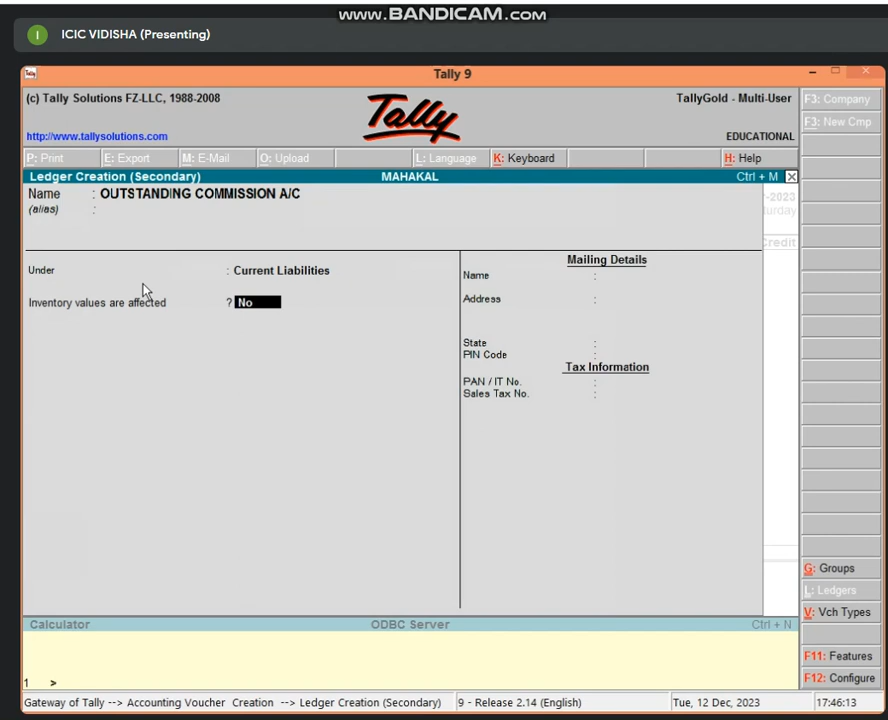 WWW.BANDICAM.COM
I ICIC VIDISHA (Presenting)
Tally Tally 9
(c) Tally Solutions FZ-LLC, 1988-2008
Tally
TallyGold - Multi-User
F3: Company
http://www.tallysolutions.com
EDUCATIONAL
F3: New Cmp
P: Print E: Export M: E-Mail O: Upload L: Language K: Keyboard H: Help
Ledger Creation (Secondary) MAHAKAL Ctrl + M
Name : OUTSTANDING COMMISSION A/C
-2023
(alias) :
turday
Credit
Under : Current Liabilities
Inventory values are affected ? No
Mailing Details
Name :
Address :
State :
PIN Code :
Tax Information
PAN / IT No. :
Sales Tax No. :
G: Groups
L: Ledgers
V: Vch Types
F11: Features
F12: Configure
Calculator ODBC Server Ctrl + N
1 >
Gateway of Tally --> Accounting Voucher Creation --> Ledger Creation (Secondary) 9 - Release 2.14 (English) Tue, 12 Dec, 2023 17:46:13